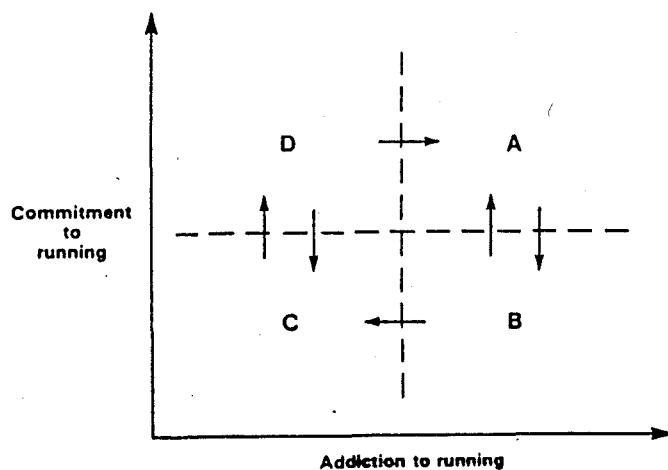 D
A
Commitment
to
running
C
B
Addiction to running